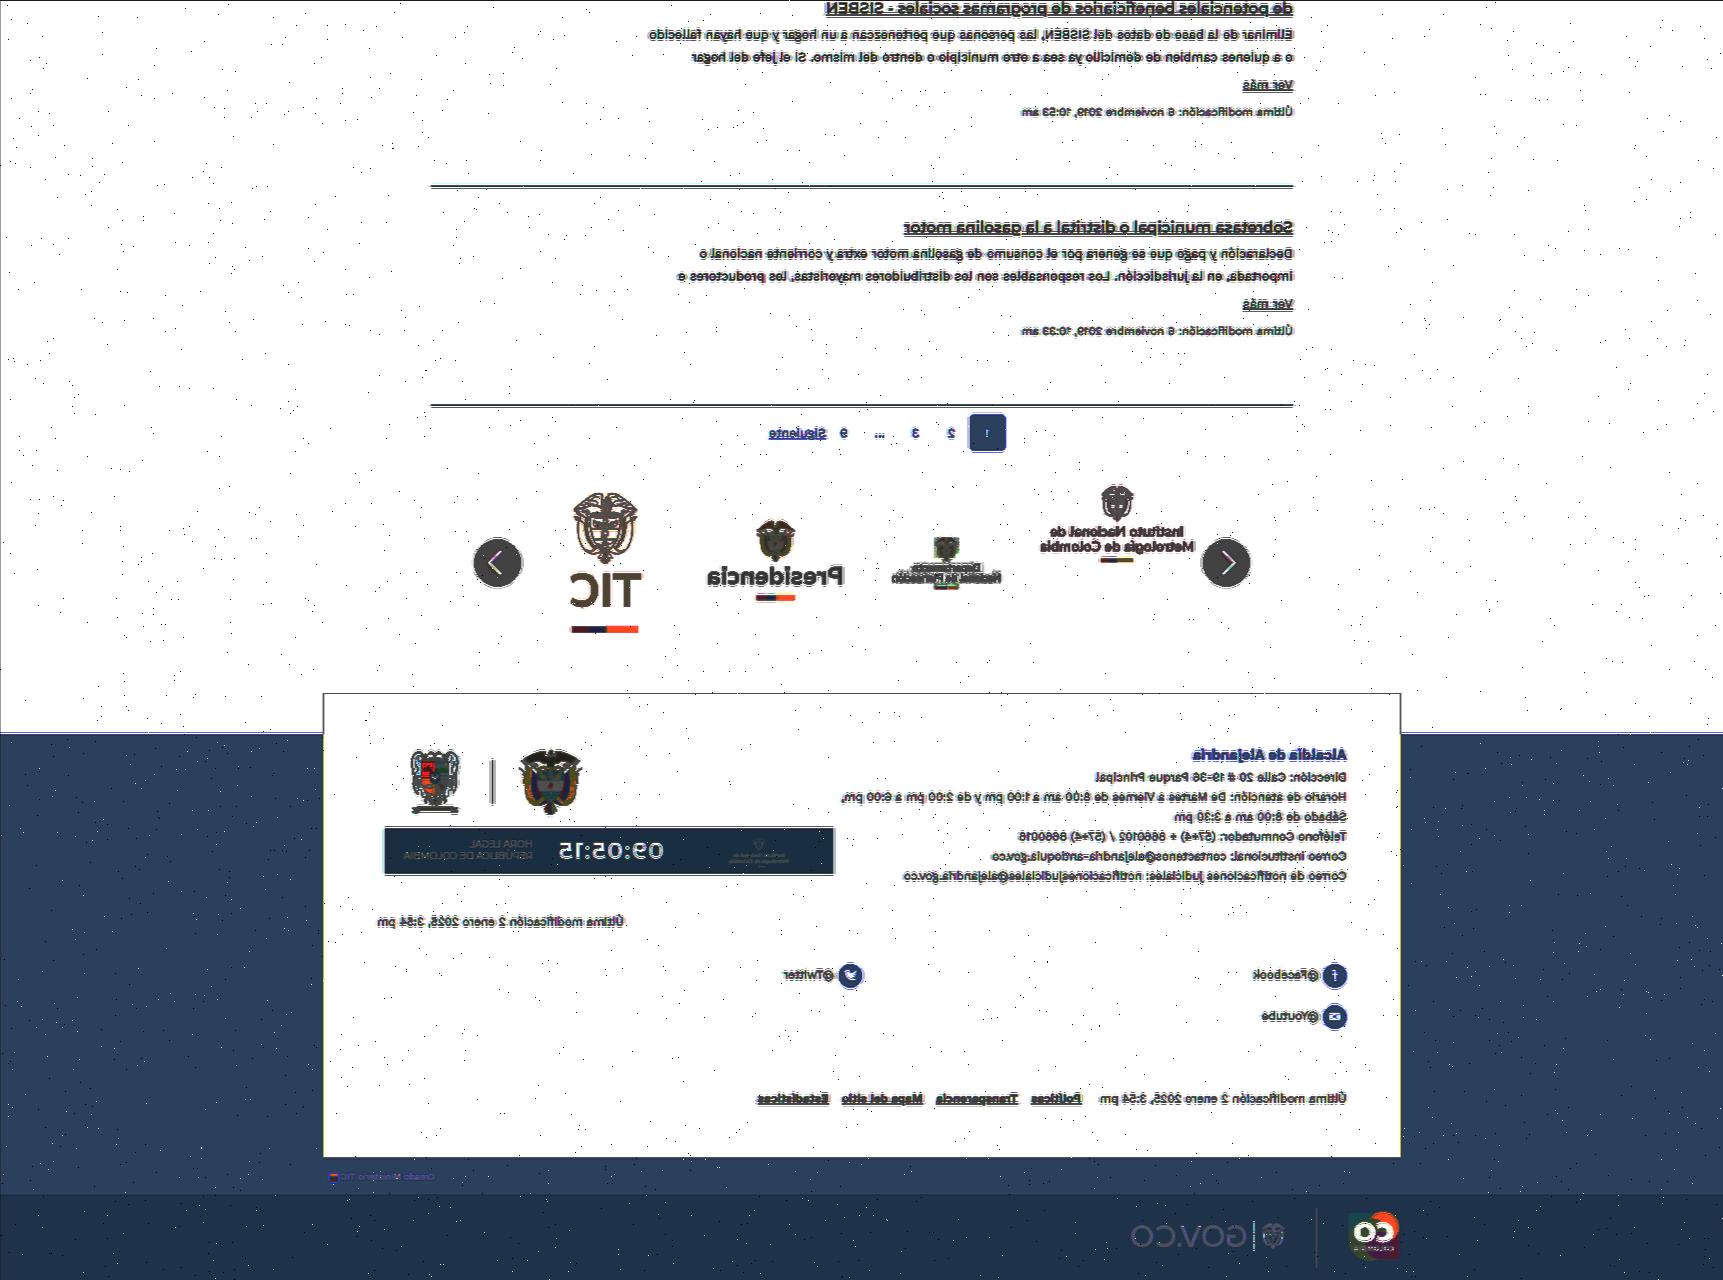 de potenciales beneficiarios de programas sociales - SISBEN
Eliminar de la base de datos del SISBEN, las personas que pertenezcan a un hogar y que hayan fallecido
o a quienes cambien de domicilio ya sea a otro municipio o dentro del mismo. Si el jefe del hogar
Ver más
Última modificación: 6 noviembre 2019, 10:53 am
Sobretasa municipal o distrital a la gasolina motor
Declaración y pago que se genera por el consumo de gasolina motor extra y corriente nacional o
importada, en la jurisdicción. Los responsables son los distribuidores mayoristas, los productores e
Ver más
Última modificación: 6 noviembre 2019, 10:33 am
1 2 3 ... 9 Siguiente
Instituto Nacional de
Metrología de Colombia
Departamento
Nacional de Planeación
Presidencia
TIC
Alcaldía de Alejandría
Dirección: Calle 20 # 19-36 Parque Principal
Horario de atención: De Martes a Viernes de 8:00 am a 1:00 pm y de 2:00 pm a 6:00 pm,
Sábado de 8:00 am a 3:30 pm
Teléfono Conmutador: (57+4) + 8660102 / (57+4) 8660016
Correo institucional: contactenos@alejandria-antioquia.gov.co
Correo de notificaciones judiciales: notificacionesjudiciales@alejandria.gov.co
09:05:15
HORA LEGAL
REPÚBLICA DE COLOMBIA
Última modificación 2 enero 2025, 3:54 pm
@Facebook
@Twitter
@Youtube
Última modificación 2 enero 2025, 3:54 pm Políticas Transparencia Mapa del sitio Estadísticas
Creado Ministerio TIC
CO
COLOMBIA
GOV.CO